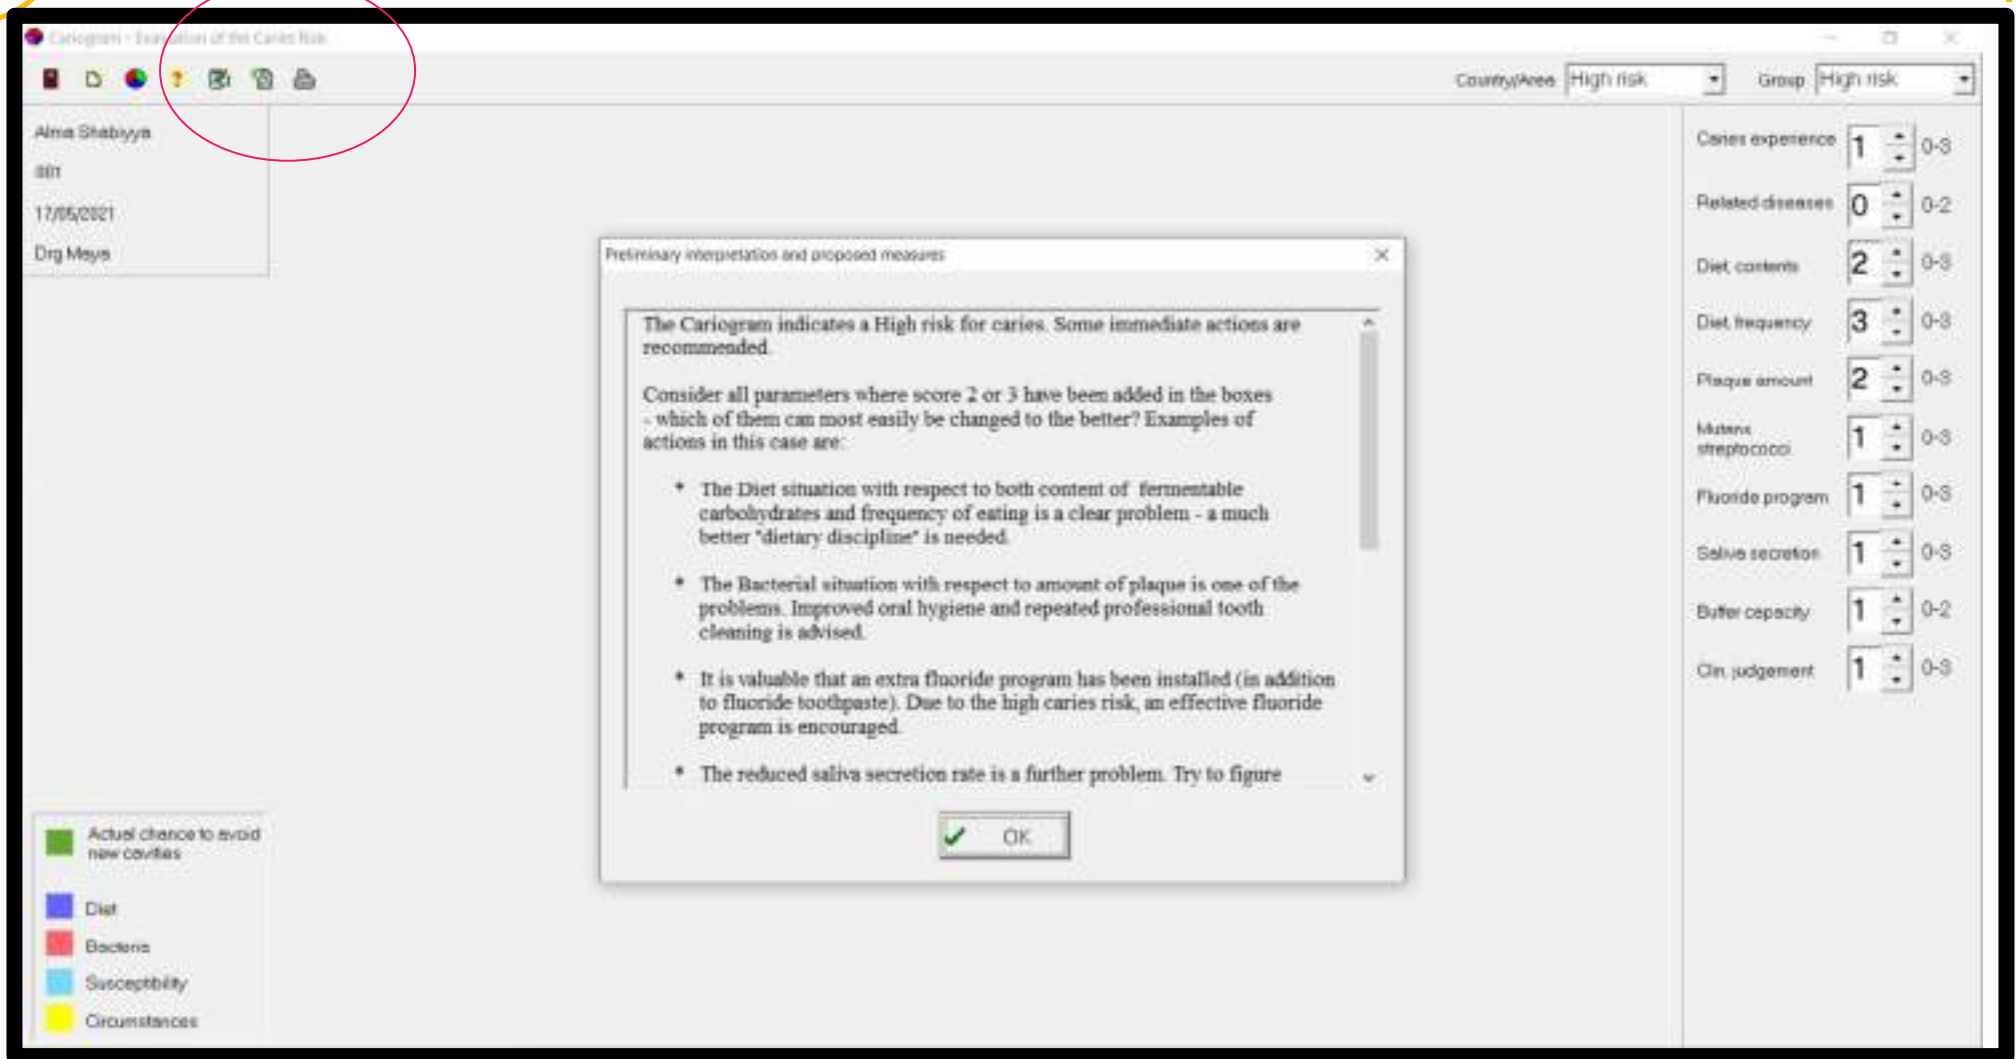 Cariogram - Evaluation of the Caries Risk
Country/Area High risk Group High risk
Alma Shabiyya
001
17/05/2021
Drg Maya
Preliminary interpretation and proposed measures
The Cariogram indicates a High risk for caries. Some immediate actions are
recommended.
Consider all parameters where score 2 or 3 have been added in the boxes
- which of them can most easily be changed to the better? Examples of
actions in this case are:
* The Diet situation with respect to both content of fermentable
carbohydrates and frequency of eating is a clear problem - a much
better "dietary discipline" is needed.
* The Bacterial situation with respect to amount of plaque is one of the
problems. Improved oral hygiene and repeated professional tooth
cleaning is advised.
* It is valuable that an extra fluoride program has been installed (in addition
to fluoride toothpaste). Due to the high caries risk, an effective fluoride
program is encouraged.
* The reduced saliva secretion rate is a further problem. Try to figure
OK
Caries experience 1 0-3
Related diseases 0 0-2
Diet, contents 2 0-3
Diet, frequency 3 0-3
Plaque amount 2 0-3
Mutans
streptococci 1 0-3
Fluoride program 1 0-3
Saliva secretion 1 0-3
Buffer capacity 1 0-2
Clin. judgement 1 0-3
Actual chance to avoid
new cavities
Diet
Bacteria
Susceptibility
Circumstances